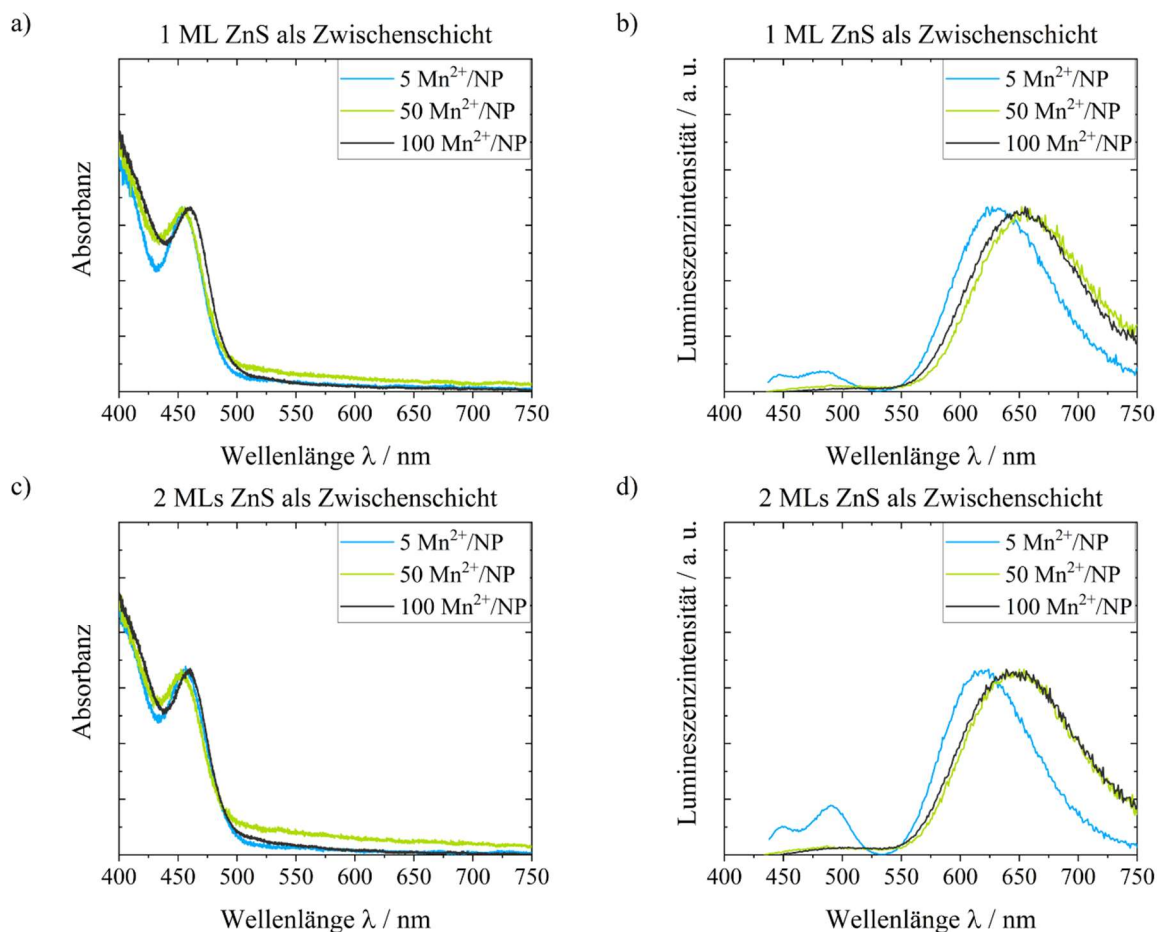 a)
1 ML ZnS als Zwischenschicht
5 Mn²⁺/NP
50 Mn²⁺/NP
100 Mn²⁺/NP
Absorbanz
400 450 500 550 600 650 700 750
Wellenlänge λ / nm
b)
1 ML ZnS als Zwischenschicht
5 Mn²⁺/NP
50 Mn²⁺/NP
100 Mn²⁺/NP
Lumineszenzintensität / a. u.
400 450 500 550 600 650 700 750
Wellenlänge λ / nm
c)
2 MLs ZnS als Zwischenschicht
5 Mn²⁺/NP
50 Mn²⁺/NP
100 Mn²⁺/NP
Absorbanz
400 450 500 550 600 650 700 750
Wellenlänge λ / nm
d)
2 MLs ZnS als Zwischenschicht
5 Mn²⁺/NP
50 Mn²⁺/NP
100 Mn²⁺/NP
Lumineszenzintensität / a. u.
400 450 500 550 600 650 700 750
Wellenlänge λ / nm